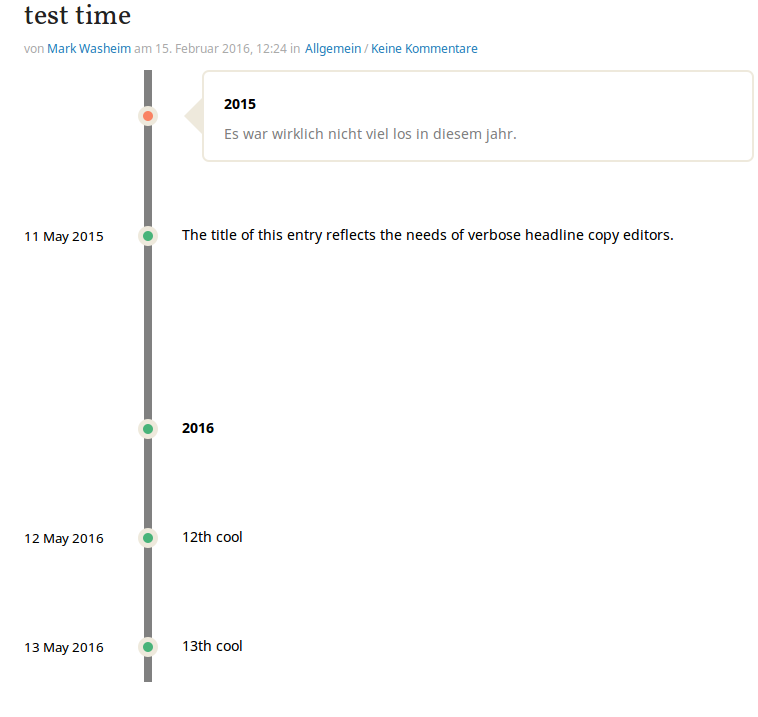 test time
von Mark Washeim am 15. Februar 2016, 12:24 in Allgemein / Keine Kommentare
2015
Es war wirklich nicht viel los in diesem jahr.
11 May 2015 The title of this entry reflects the needs of verbose headline copy editors.
2016
12 May 2016 12th cool
13 May 2016 13th cool